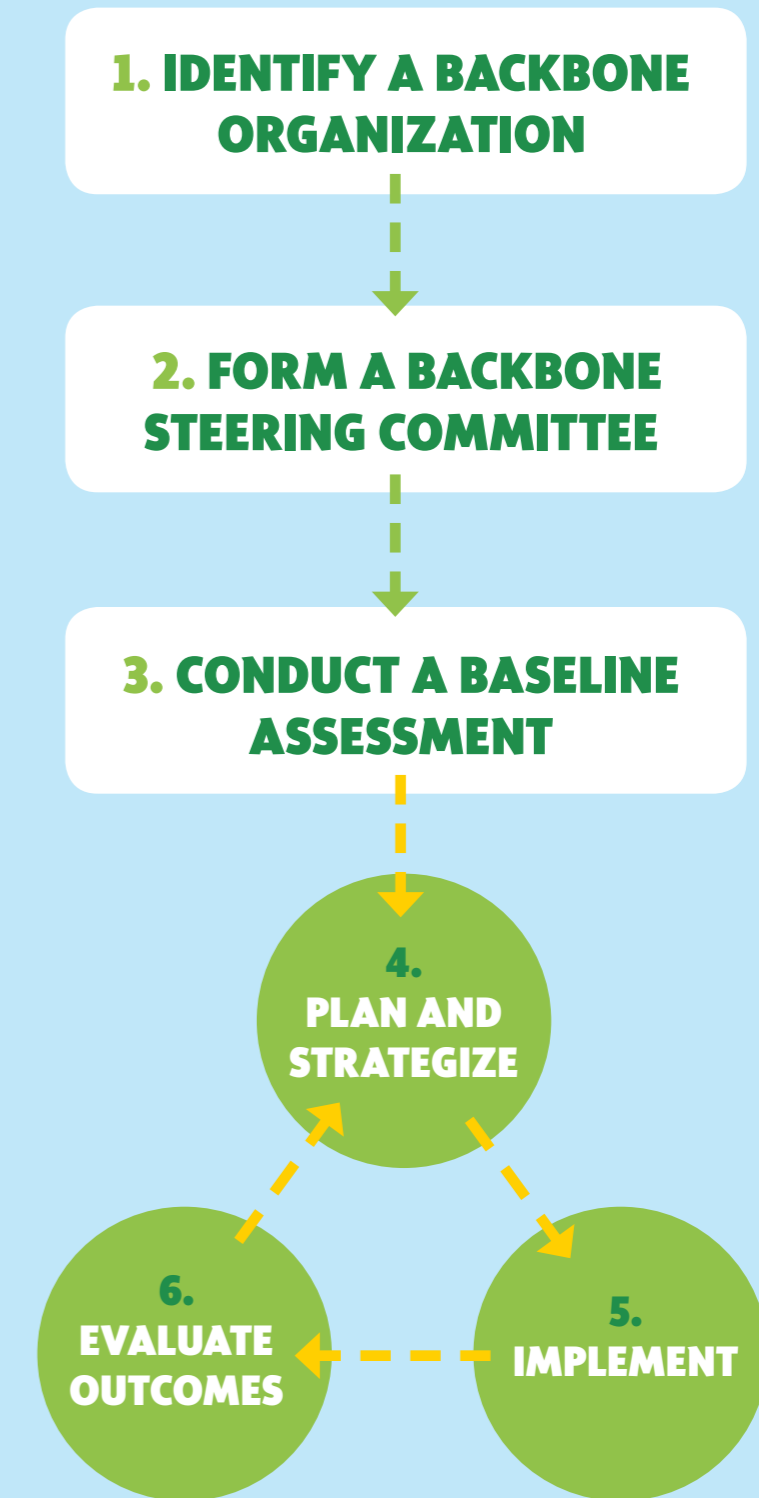 1. IDENTIFY A BACKBONE
ORGANIZATION
2. FORM A BACKBONE
STEERING COMMITTEE
3. CONDUCT A BASELINE
ASSESSMENT
4.
PLAN AND
STRATEGIZE
5.
IMPLEMENT
6.
EVALUATE
OUTCOMES